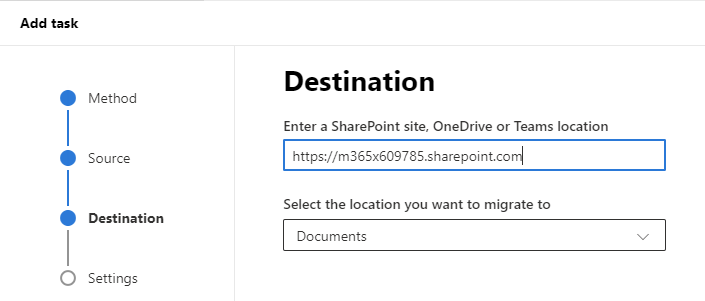 Add task
Method
Source
Destination
Settings
Destination
Enter a SharePoint site, OneDrive or Teams location
https://m365x609785.sharepoint.com
Select the location you want to migrate to
Documents